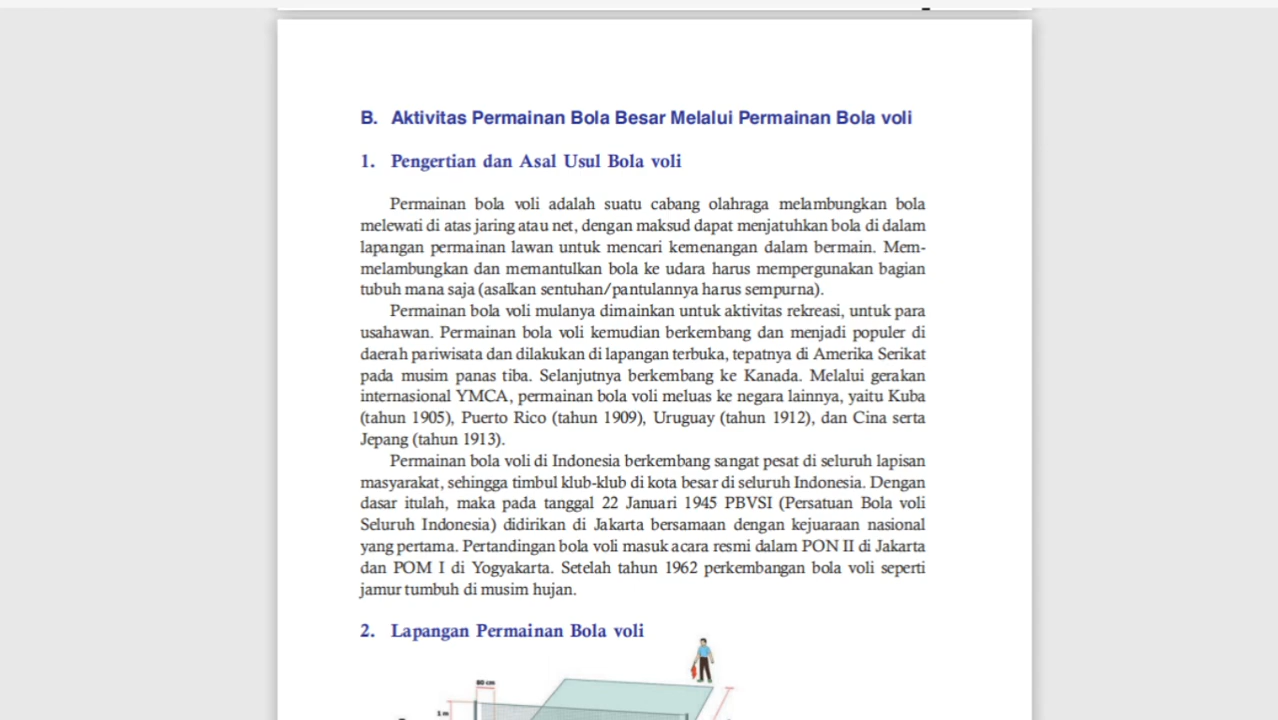 B. Aktivitas Permainan Bola Besar Melalui Permainan Bola voli
1. Pengertian dan Asal Usul Bola voli
Permainan bola voli adalah suatu cabang olahraga melambungkan bola
melewati di atas jaring atau net, dengan maksud dapat menjatuhkan bola di dalam
lapangan permainan lawan untuk mencari kemenangan dalam bermain. Mem-
melambungkan dan memantulkan bola ke udara harus mempergunakan bagian
tubuh mana saja (asalkan sentuhan/pantulannya harus sempurna).
Permainan bola voli mulanya dimainkan untuk aktivitas rekreasi, untuk para
usahawan. Permainan bola voli kemudian berkembang dan menjadi populer di
daerah pariwisata dan dilakukan di lapangan terbuka, tepatnya di Amerika Serikat
pada musim panas tiba. Selanjutnya berkembang ke Kanada. Melalui gerakan
internasional YMCA, permainan bola voli meluas ke negara lainnya, yaitu Kuba
(tahun 1905), Puerto Rico (tahun 1909), Uruguay (tahun 1912), dan Cina serta
Jepang (tahun 1913).
Permainan bola voli di Indonesia berkembang sangat pesat di seluruh lapisan
masyarakat, sehingga timbul klub-klub di kota besar di seluruh Indonesia. Dengan
dasar itulah, maka pada tanggal 22 Januari 1945 PBVSI (Persatuan Bola voli
Seluruh Indonesia) didirikan di Jakarta bersamaan dengan kejuaraan nasional
yang pertama. Pertandingan bola voli masuk acara resmi dalam PON II di Jakarta
dan POM I di Yogyakarta. Setelah tahun 1962 perkembangan bola voli seperti
jamur tumbuh di musim hujan.
2. Lapangan Permainan Bola voli
80 cm
1 m